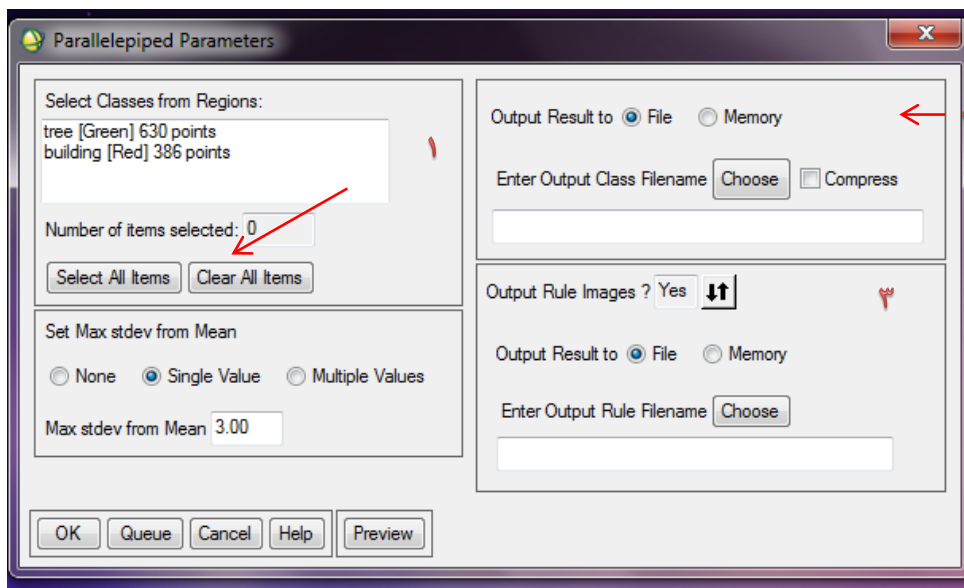 Parallelepiped Parameters
Select Classes from Regions:
tree [Green] 630 points
building [Red] 386 points
١
Number of items selected: 0
Select All Items Clear All Items
Set Max stdev from Mean
None Single Value Multiple Values
Max stdev from Mean 3.00
Output Result to File Memory
Enter Output Class Filename Choose Compress
Output Rule Images ? Yes
٣
Output Result to File Memory
Enter Output Rule Filename Choose
OK Queue Cancel Help Preview